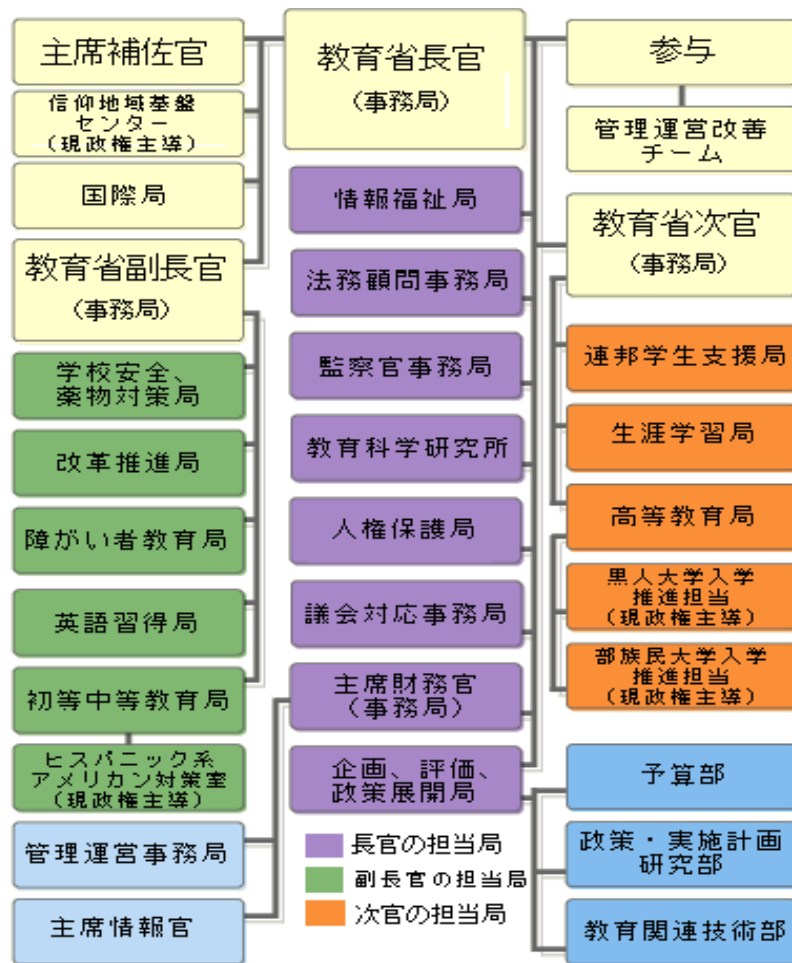 主席補佐官
信仰地域基盤
センター
(現政権主導)
国際局
教育省副長官
(事務局)
学校安全、
薬物対策局
改革推進局
障がい者教育局
英語習得局
初等中等教育局
ヒスパニック系
アメリカン対策室
(現政権主導)
管理運営事務局
主席情報官
教育省長官
(事務局)
情報福祉局
法務顧問事務局
監察官事務局
教育科学研究所
人権保護局
議会対応事務局
主席財務官
(事務局)
企画、評価、
政策展開局
長官の担当局
副長官の担当局
次官の担当局
参与
管理運営改善
チーム
教育省次官
(事務局)
連邦学生支援局
生涯学習局
高等教育局
黒人大学入学
推進担当
(現政権主導)
部族民大学入学
推進担当
(現政権主導)
予算部
政策・実施計画
研究部
教育関連技術部